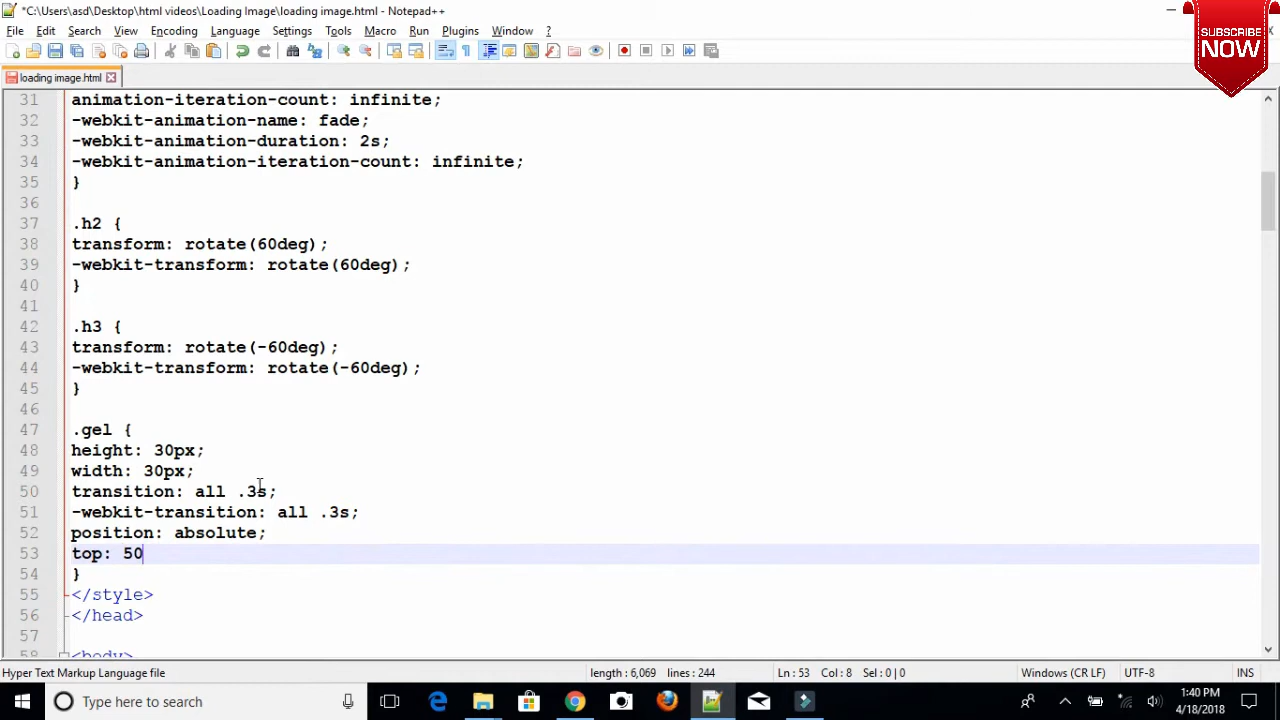 *C:\Users\asd\Desktop\html videos\Loading Image\loading image.html - Notepad++
SUBSCRIBE
NOW
File Edit Search View Encoding Language Settings Tools Macro Run Plugins Window ?
loading image.html
31 animation-iteration-count: infinite;
32 -webkit-animation-name: fade;
33 -webkit-animation-duration: 2s;
34 -webkit-animation-iteration-count: infinite;
35 }
36
37 .h2 {
38 transform: rotate(60deg);
39 -webkit-transform: rotate(60deg);
40 }
41
42 .h3 {
43 transform: rotate(-60deg);
44 -webkit-transform: rotate(-60deg);
45 }
46
47 .gel {
48 height: 30px;
49 width: 30px;
50 transition: all .3s;
51 -webkit-transition: all .3s;
52 position: absolute;
53 top: 50
54 }
55 </style>
56 </head>
57
58 <body>
Hyper Text Markup Language file length : 6,069 lines : 244 Ln : 53 Col : 8 Sel : 0 | 0 Windows (CR LF) UTF-8 INS
Type here to search
1:40 PM
4/18/2018